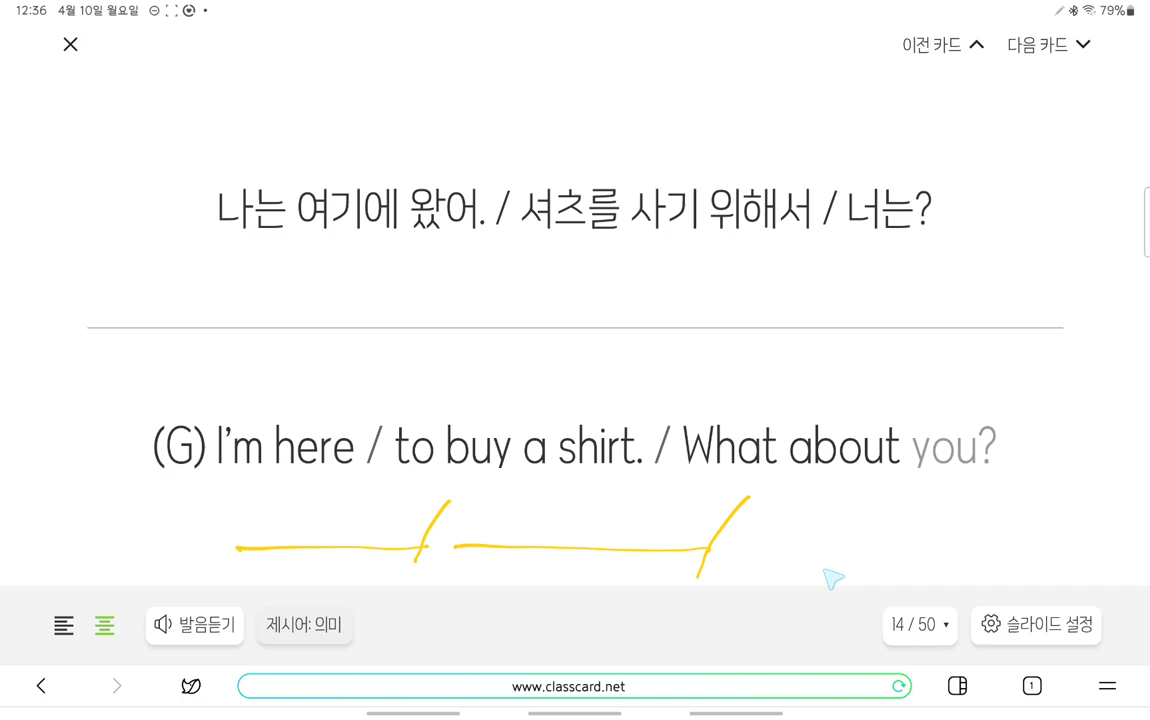 12:36 4월 10일 월요일
79%
이전 카드 다음 카드
나는 여기에 왔어. / 셔츠를 사기 위해서 / 너는?
(G) I'm here / to buy a shirt. / What about you?
발음듣기 제시어: 의미 14 / 50 슬라이드 설정
www.classcard.net 1